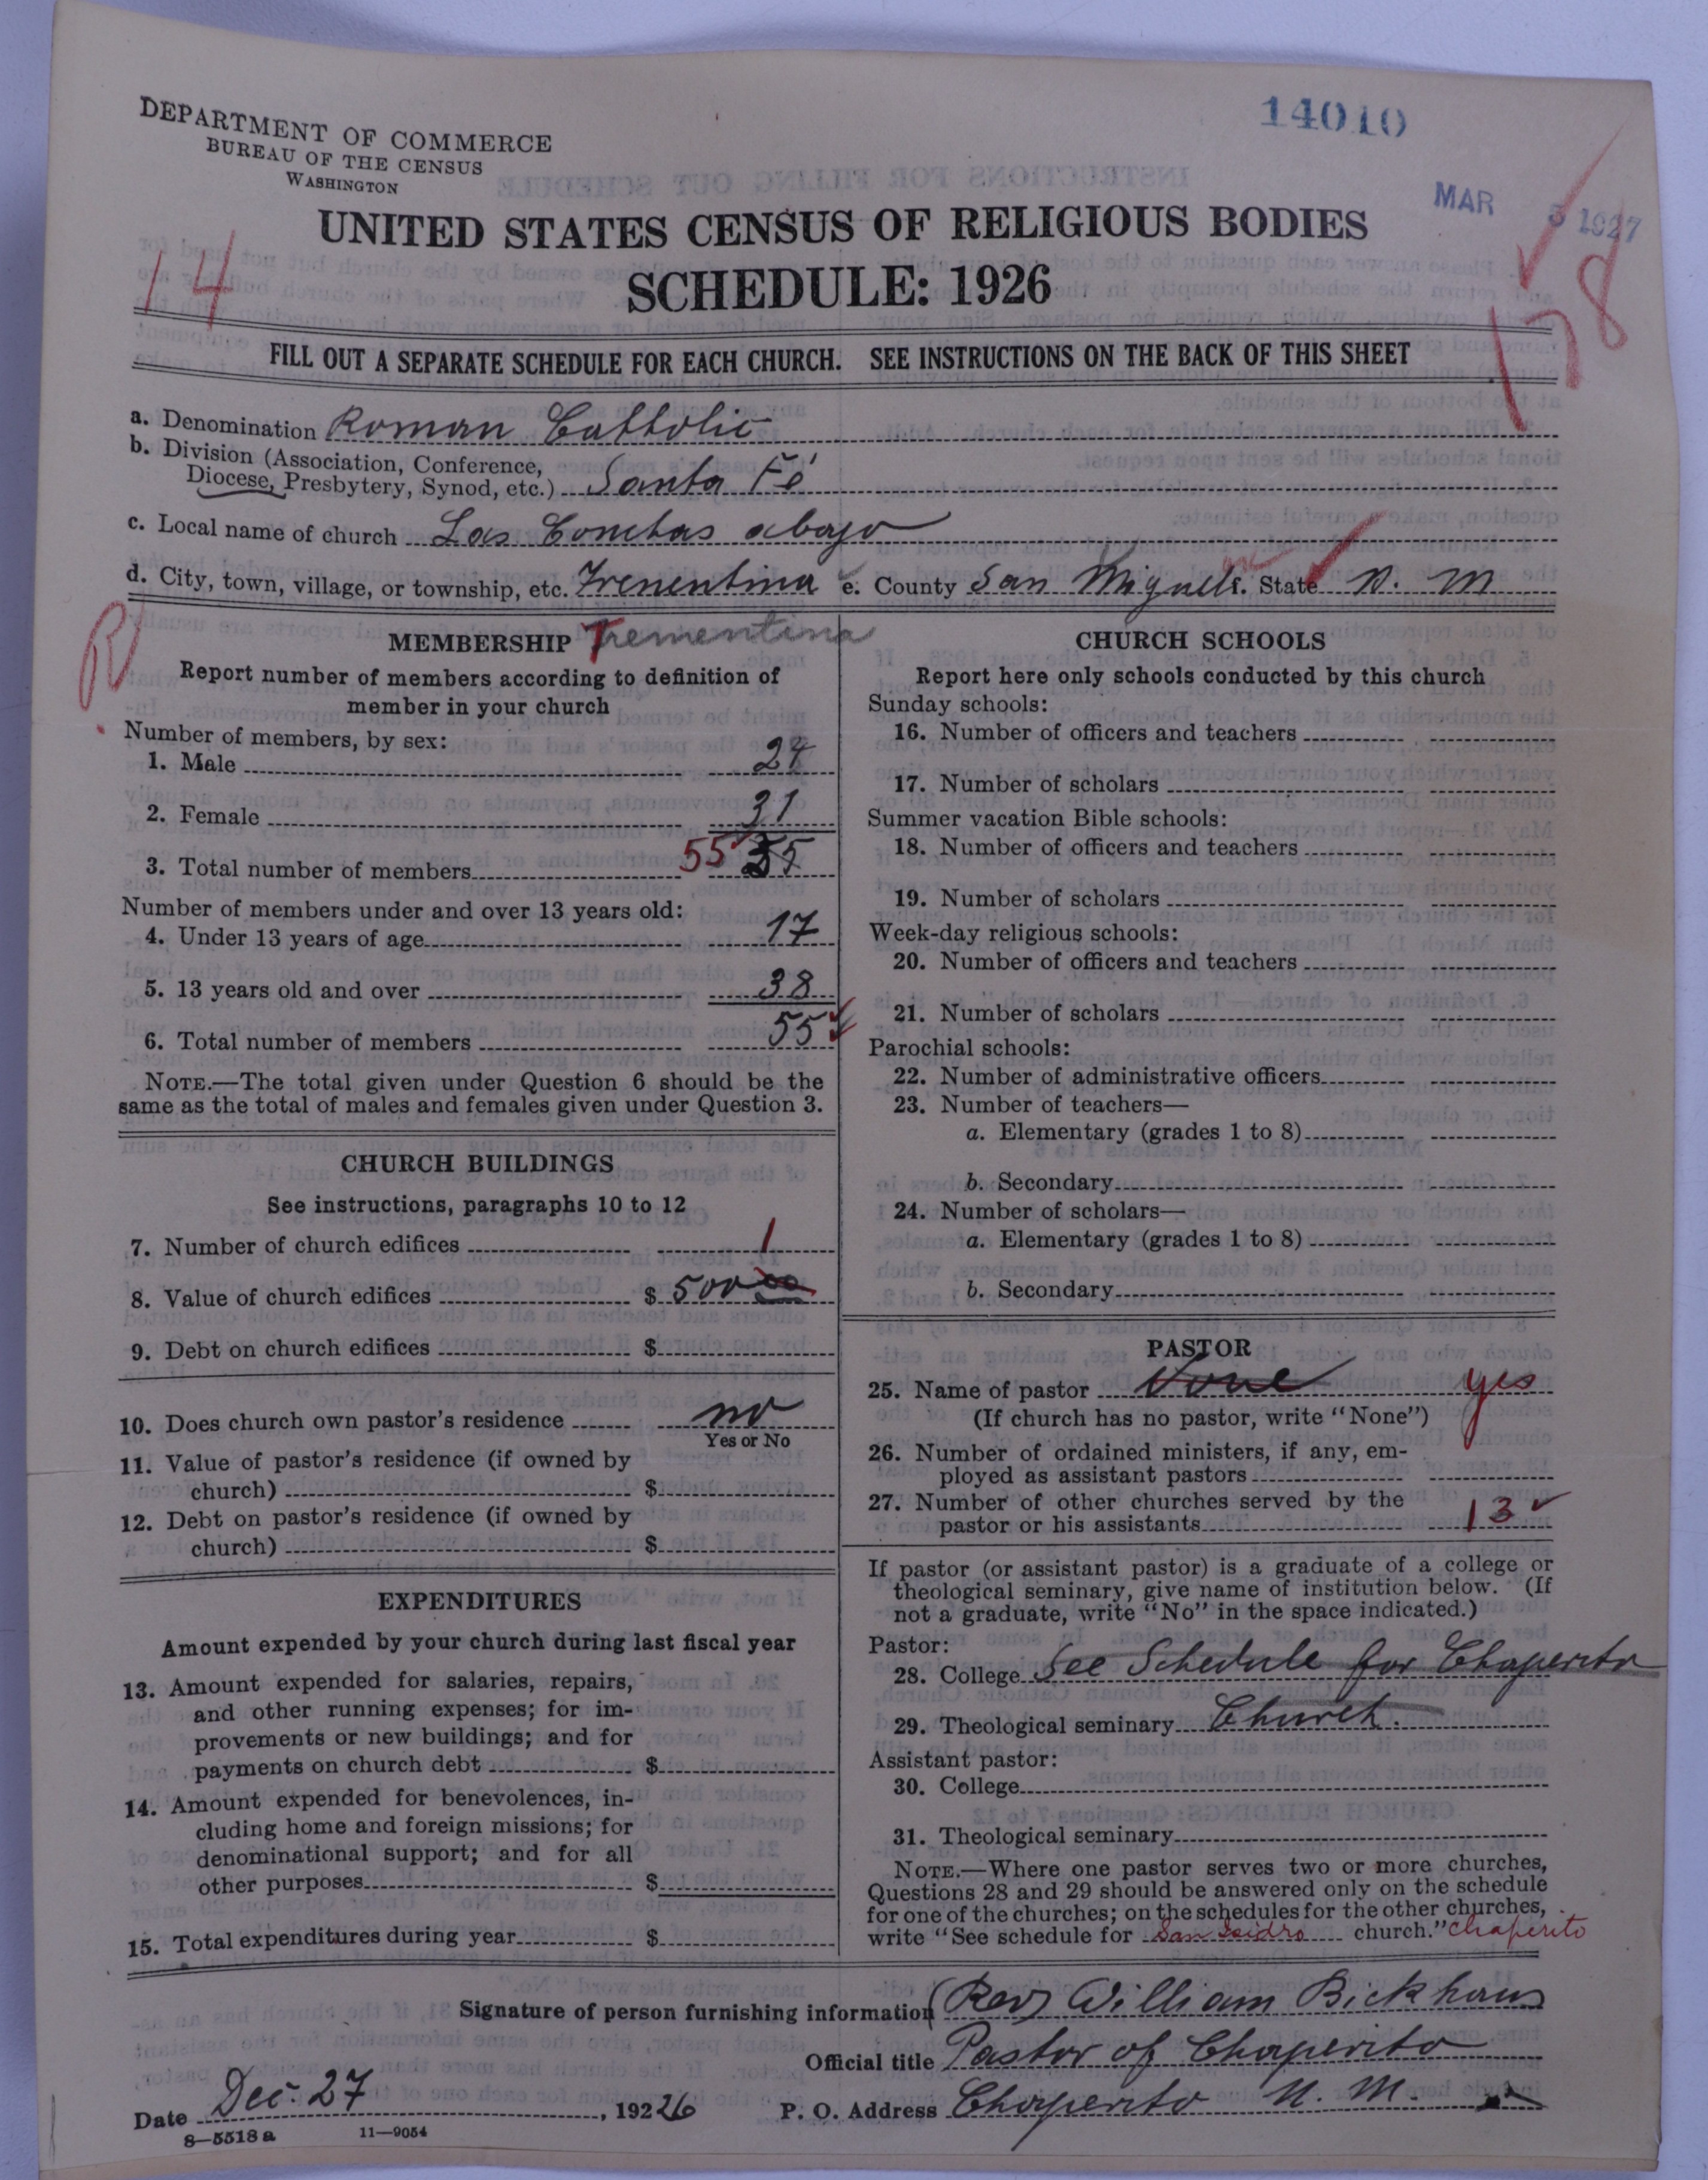 14010
DEPARTMENT OF COMMERCE
BUREAU OF THE CENSUS
WASHINGTON
MAR 5 1927
UNITED STATES CENSUS OF RELIGIOUS BODIES
SCHEDULE: 1926
14
158
FILL OUT A SEPARATE SCHEDULE FOR EACH CHURCH. SEE INSTRUCTIONS ON THE BACK OF THIS SHEET
a. Denomination Roman Catholic
b. Division (Association, Conference,
Diocese, Presbytery, Synod, etc.) Santa Fé
c. Local name of church Las Conchas abajo
d. City, town, village, or township, etc. Trenentina e. County San Miguel f. State N. M
R
MEMBERSHIP Trementina
Report number of members according to definition of
member in your church
Number of members, by sex:
1. Male 24
2. Female 31
3. Total number of members 55 55
Number of members under and over 13 years old:
4. Under 13 years of age 17
5. 13 years old and over 38
6. Total number of members 55
NOTE.—The total given under Question 6 should be the
same as the total of males and females given under Question 3.
CHURCH BUILDINGS
See instructions, paragraphs 10 to 12
7. Number of church edifices 1
8. Value of church edifices $ 500 00
9. Debt on church edifices $
10. Does church own pastor's residence no
Yes or No
11. Value of pastor's residence (if owned by
church) $
12. Debt on pastor's residence (if owned by
church) $
EXPENDITURES
Amount expended by your church during last fiscal year
13. Amount expended for salaries, repairs,
and other running expenses; for im-
provements or new buildings; and for
payments on church debt $
14. Amount expended for benevolences, in-
cluding home and foreign missions; for
denominational support; and for all
other purposes $
15. Total expenditures during year $
CHURCH SCHOOLS
Report here only schools conducted by this church
Sunday schools:
16. Number of officers and teachers
17. Number of scholars
Summer vacation Bible schools:
18. Number of officers and teachers
19. Number of scholars
Week-day religious schools:
20. Number of officers and teachers
21. Number of scholars
Parochial schools:
22. Number of administrative officers
23. Number of teachers—
a. Elementary (grades 1 to 8)
b. Secondary
24. Number of scholars—
a. Elementary (grades 1 to 8)
b. Secondary
PASTOR
25. Name of pastor None yes
(If church has no pastor, write "None")
26. Number of ordained ministers, if any, em-
ployed as assistant pastors
27. Number of other churches served by the
pastor or his assistants 13
If pastor (or assistant pastor) is a graduate of a college or
theological seminary, give name of institution below. (If
not a graduate, write "No" in the space indicated.)
Pastor:
28. College See Schedule for Chaperito
29. Theological seminary Church.
Assistant pastor:
30. College
31. Theological seminary
NOTE.—Where one pastor serves two or more churches,
Questions 28 and 29 should be answered only on the schedule
for one of the churches; on the schedules for the other churches,
write "See schedule for San Isidro church." Chaperito
Signature of person furnishing information (Rev) William Bickhaus
Official title Pastor of Chaperito
Date Dec. 27, 1926 P. O. Address Chaperito N. M.
8—5518 a 11—9054